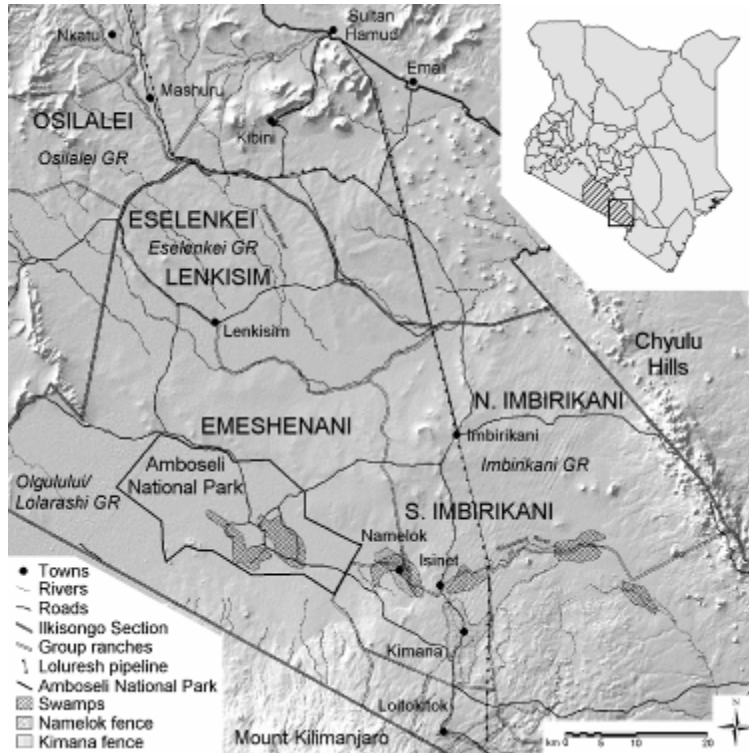 Sultan
Hamud
Nkatu
Emali
Mashuru
OSILALEI
Kibini
Osilalei GR
ESELENKEI
Eselenkei GR
LENKISIM
Lenkisim
Chyulu
Hills
N. IMBIRIKANI
EMESHENANI
Imbirikani
Amboseli
National Park
Imbirikani GR
Olgulului/
Lolarashi GR
S. IMBIRIKANI
Namelok
Isinet
Kimana
Loitokitok
Mount Kilimanjaro
Towns
Rivers
Roads
Ilkisongo Section
Group ranches
Loluresh pipeline
Amboseli National Park
Swamps
Namelok fence
Kimana fence
N
km 0 5 10 20